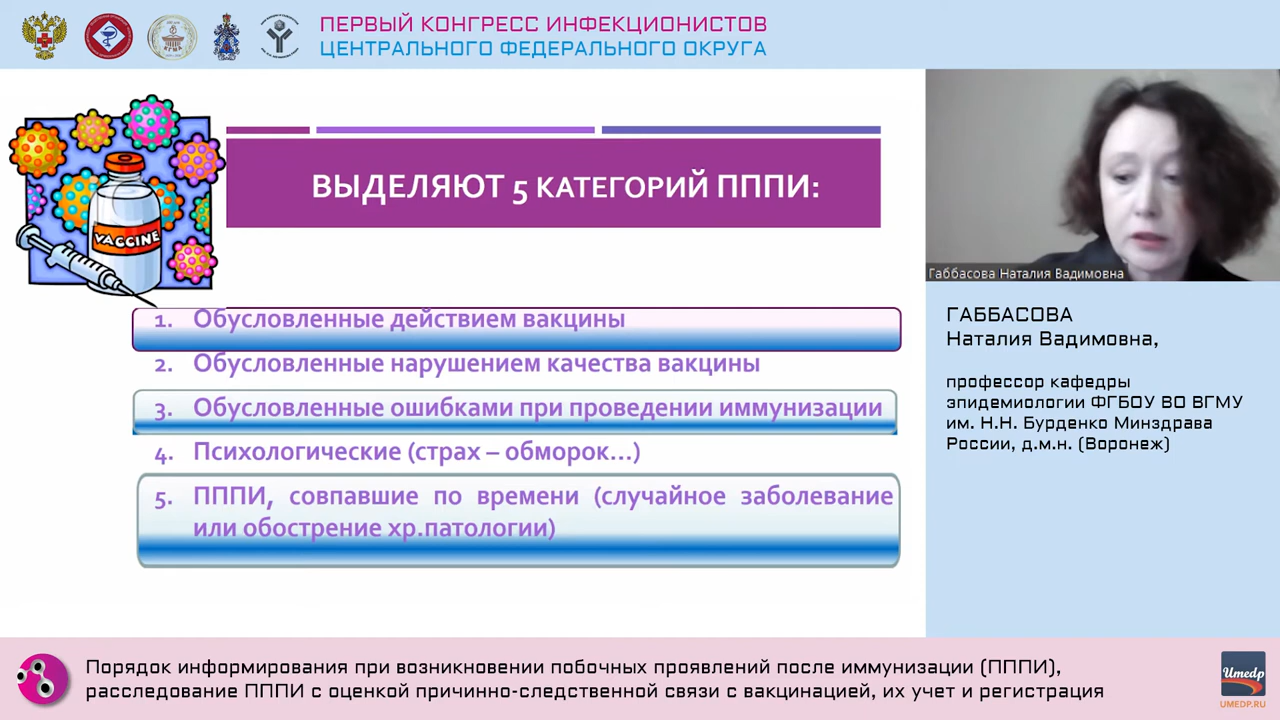 ПЕРВЫЙ КОНГРЕСС ИНФЕКЦИОНИСТОВ
ЦЕНТРАЛЬНОГО ФЕДЕРАЛЬНОГО ОКРУГА
VACCINE
ВЫДЕЛЯЮТ 5 КАТЕГОРИЙ ПППИ:
1. Обусловленные действием вакцины
2. Обусловленные нарушением качества вакцины
3. Обусловленные ошибками при проведении иммунизации
4. Психологические (страх – обморок...)
5. ПППИ, совпавшие по времени (случайное заболевание
или обострение хр.патологии)
Габбасова Наталия Вадимовна
ГАББАСОВА
Наталия Вадимовна,
профессор кафедры
эпидемиологии ФГБОУ ВО ВГМУ
им. Н.Н. Бурденко Минздрава
России, д.м.н. (Воронеж)
Порядок информирования при возникновении побочных проявлений после иммунизации (ПППИ),
расследование ПППИ с оценкой причинно-следственной связи с вакцинацией, их учет и регистрация
Umedp
UMEDP.RU